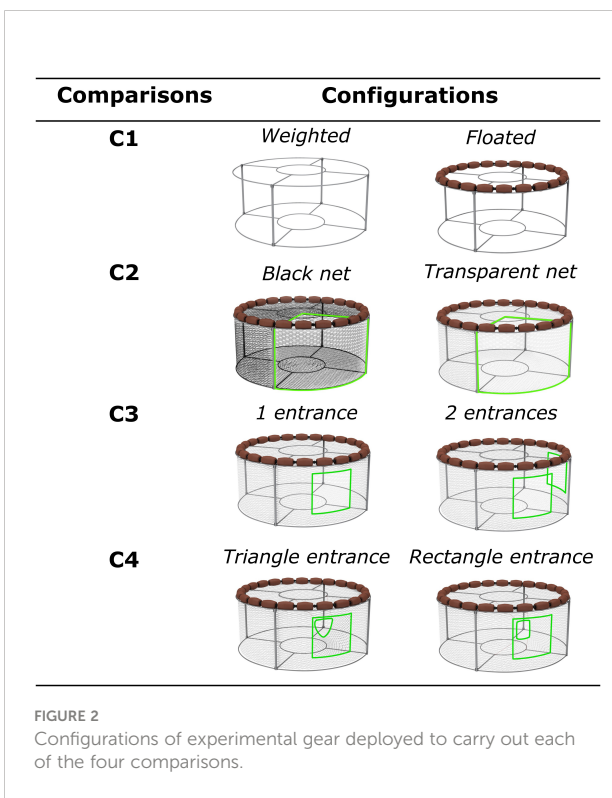 Comparisons Configurations
C1 Weighted Floated
C2 Black net Transparent net
C3 1 entrance 2 entrances
C4 Triangle entrance Rectangle entrance
FIGURE 2
Configurations of experimental gear deployed to carry out each
of the four comparisons.